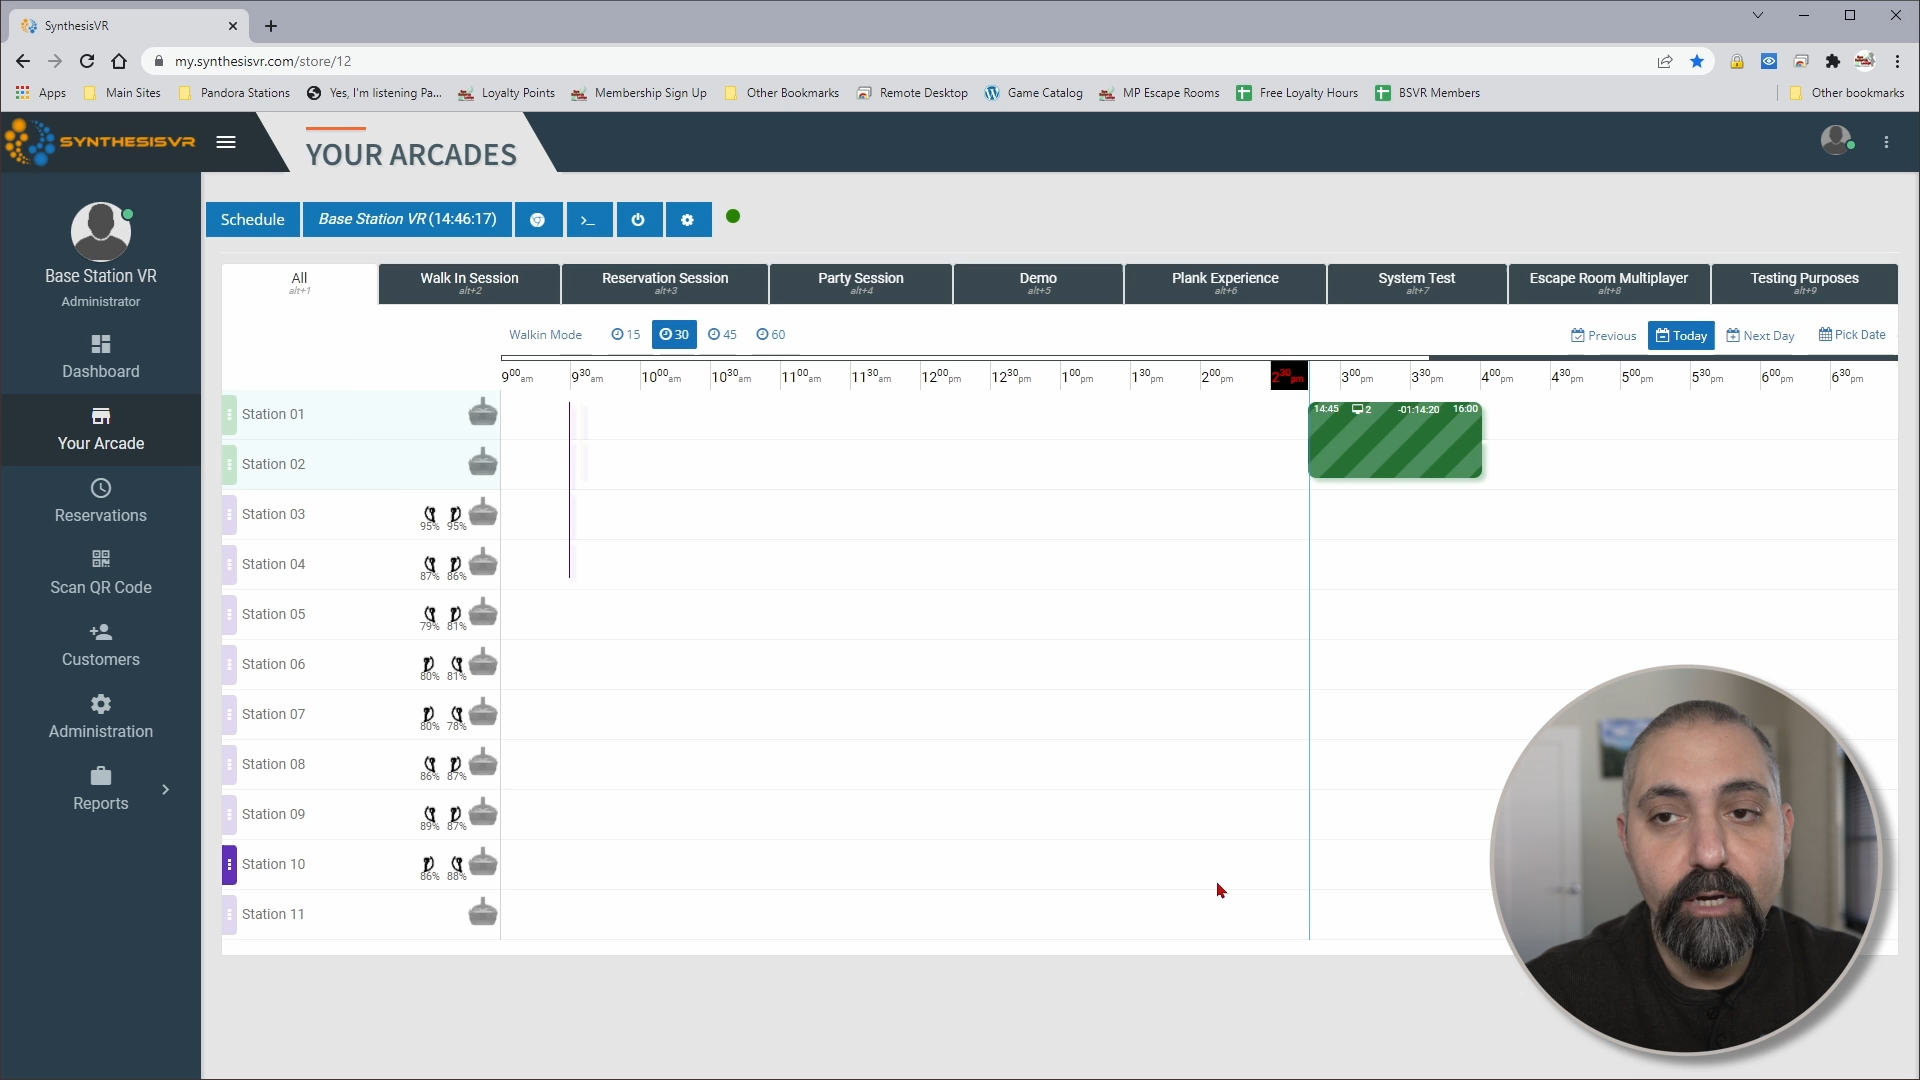 SynthesisVR
my.synthesisvr.com/store/12
Apps Main Sites Pandora Stations Yes, I'm listening Pa... Loyalty Points Membership Sign Up Other Bookmarks Remote Desktop Game Catalog MP Escape Rooms Free Loyalty Hours BSVR Members Other bookmarks
SYNTHESISVR
YOUR ARCADES
Base Station VR
Administrator
Dashboard
Your Arcade
Reservations
Scan QR Code
Customers
Administration
Reports
Schedule Base Station VR (14:46:17)
All alt+1
Walk In Session alt+2
Reservation Session alt+3
Party Session alt+4
Demo alt+5
Plank Experience alt+6
System Test alt+7
Escape Room Multiplayer alt+8
Testing Purposes alt+9
Walkin Mode 15 30 45 60 Previous Today Next Day Pick Date
9:00am 9:30am 10:00am 10:30am 11:00am 11:30am 12:00pm 12:30pm 1:00pm 1:30pm 2:00pm 2:30pm 3:00pm 3:30pm 4:00pm 4:30pm 5:00pm 5:30pm 6:00pm 6:30pm
Station 01
14:45 2 -01:14:20 16:00
Station 02
Station 03 95% 95%
Station 04 87% 86%
Station 05 79% 81%
Station 06 80% 81%
Station 07 80% 78%
Station 08 86% 87%
Station 09 89% 87%
Station 10 86% 88%
Station 11